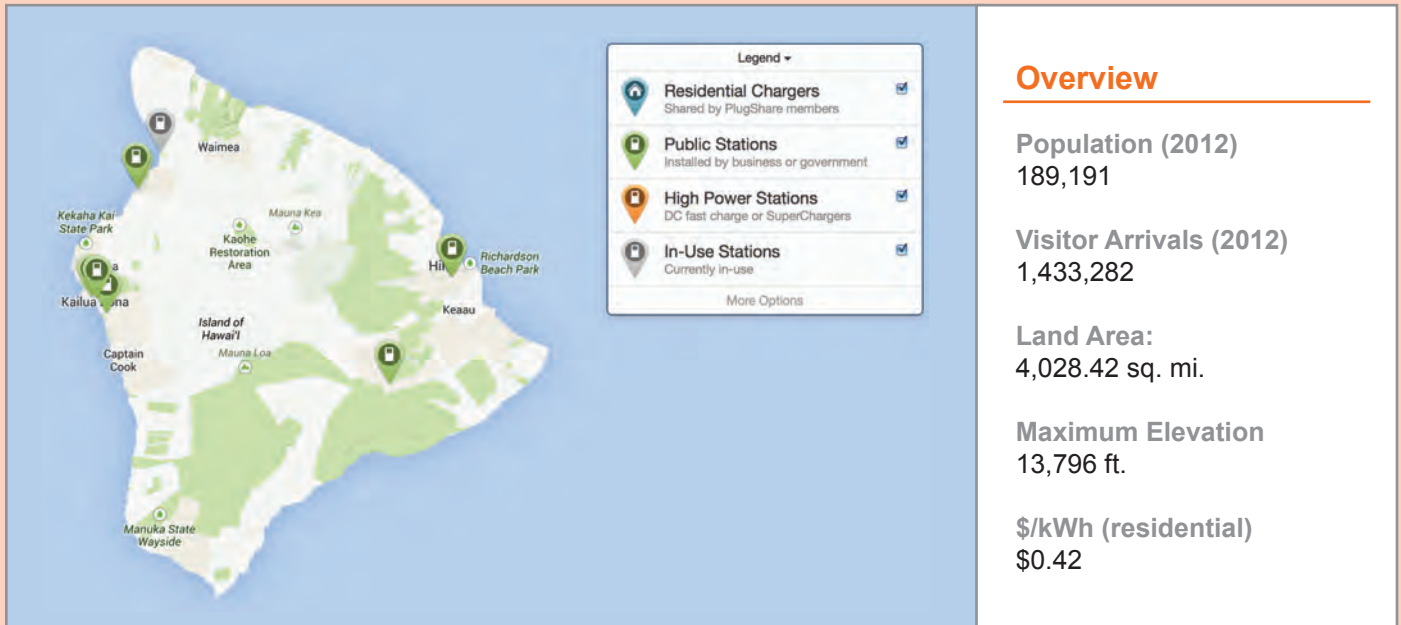 Waimea
Kekaha Kai
State Park
Mauna Kea
Kaohe
Restoration
Area
Richardson
Beach Park
Kailua
Keaau
Island of
Hawai'I
Mauna Loa
Captain
Cook
Manuka State
Wayside
Legend
Residential Chargers
Shared by PlugShare members
Public Stations
Installed by business or government
High Power Stations
DC fast charge or SuperChargers
In-Use Stations
Currently in-use
More Options
Overview
Population (2012)
189,191
Visitor Arrivals (2012)
1,433,282
Land Area:
4,028.42 sq. mi.
Maximum Elevation
13,796 ft.
$/kWh (residential)
$0.42